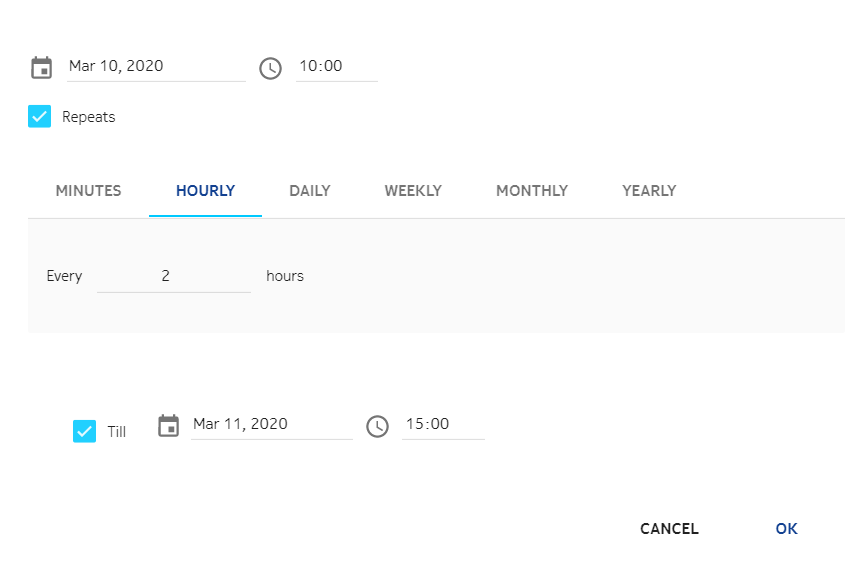 Mar 10, 2020 10:00
Repeats
MINUTES HOURLY DAILY WEEKLY MONTHLY YEARLY
Every 2 hours
Till Mar 11, 2020 15:00
CANCEL OK